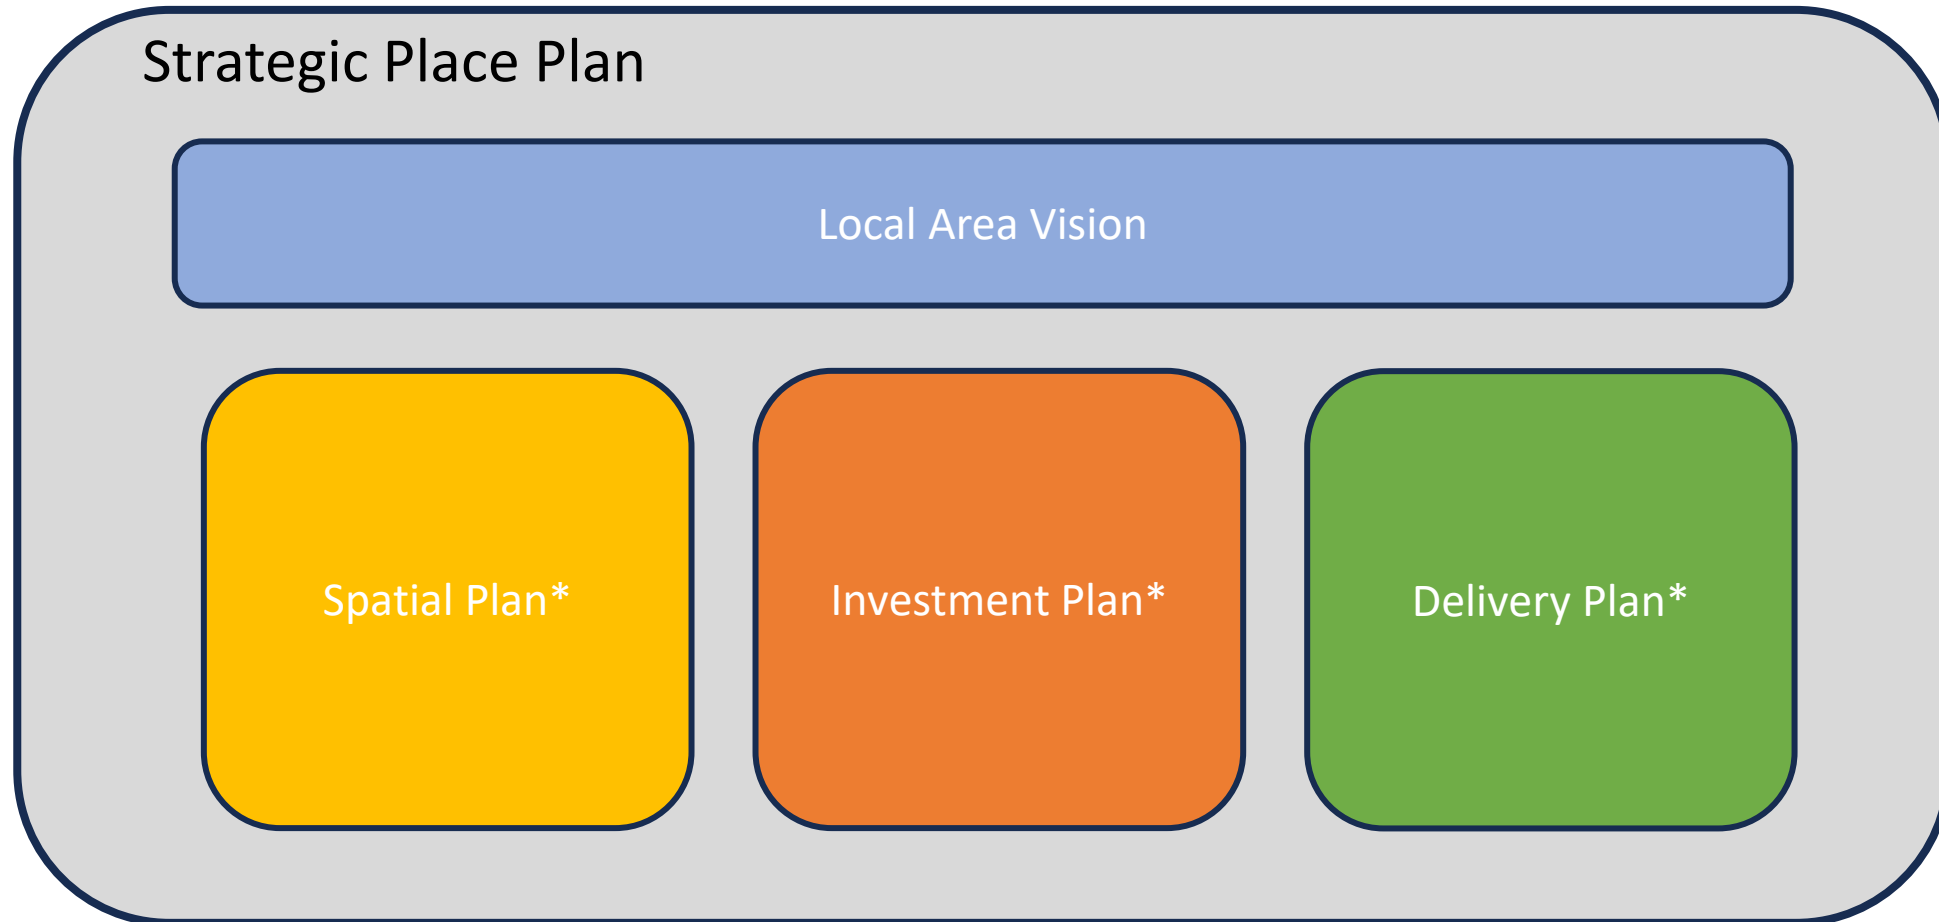 Strategic Place Plan
Local Area Vision
Spatial Plan*
Investment Plan*
Delivery Plan*